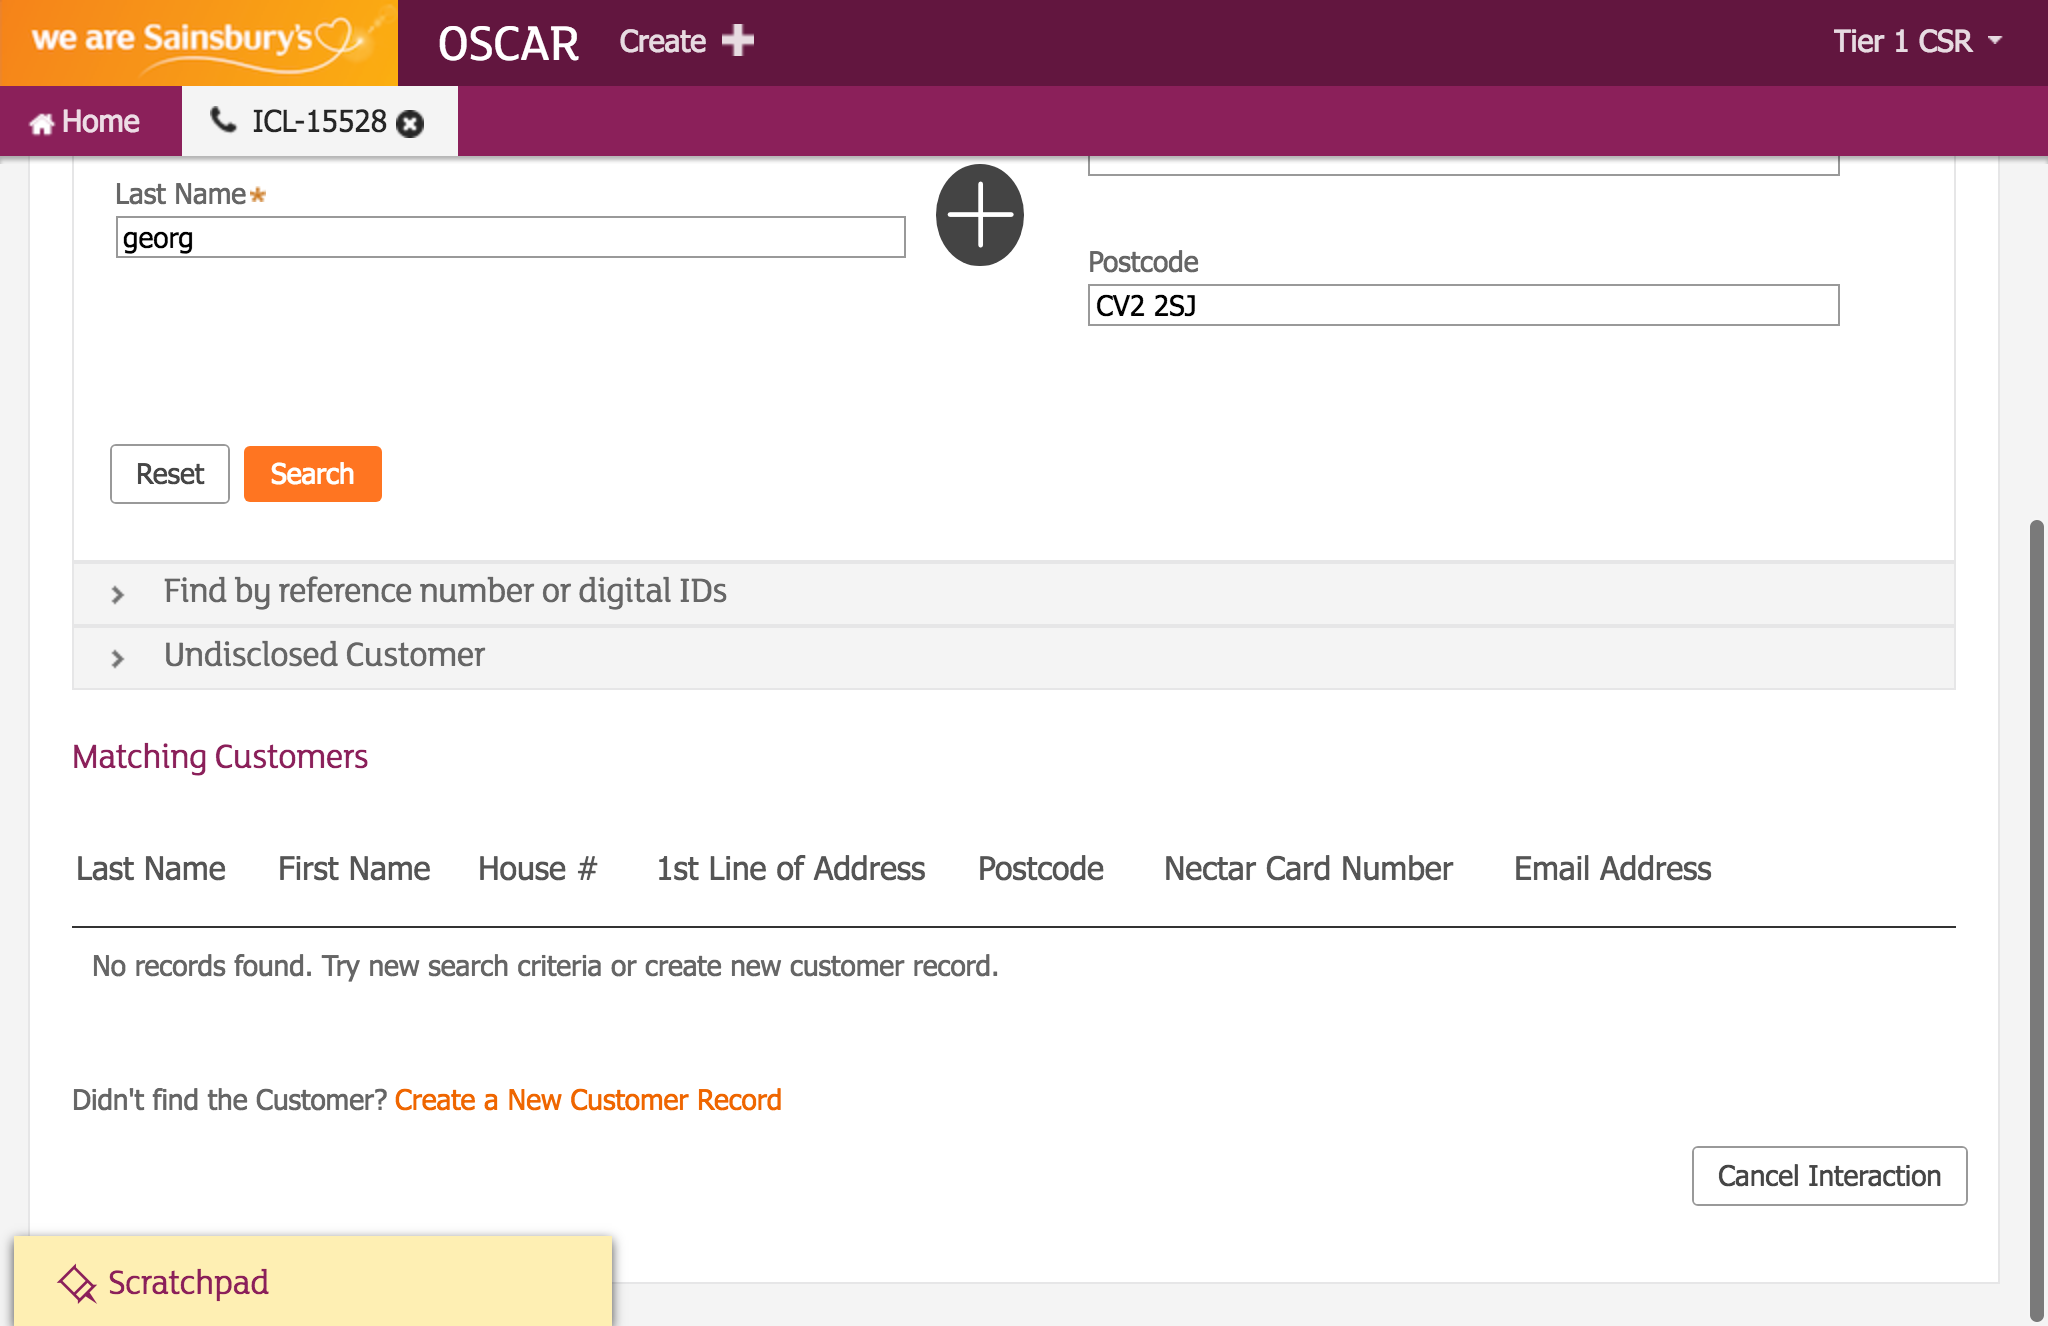 we are Sainsbury's
OSCAR
Create
Tier 1 CSR
Home
ICL-15528
Last Name*
georg
Postcode
CV2 2SJ
Reset
Search
Find by reference number or digital IDs
Undisclosed Customer
Matching Customers
Last Name First Name House # 1st Line of Address Postcode Nectar Card Number Email Address
No records found. Try new search criteria or create new customer record.
Didn't find the Customer? Create a New Customer Record
Cancel Interaction
Scratchpad